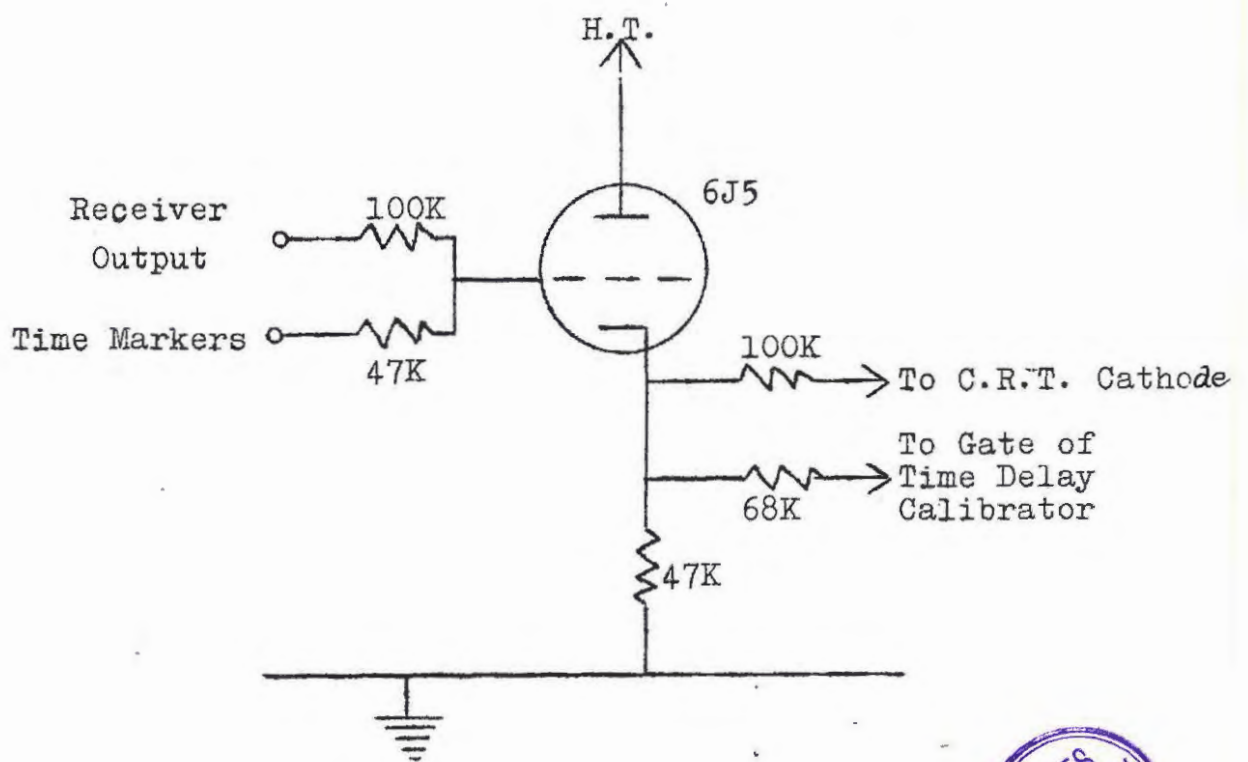 H.T.
6J5
Receiver
Output
100K
Time Markers
47K
100K
To C.R.T. Cathode
To Gate of
Time Delay
Calibrator
68K
47K